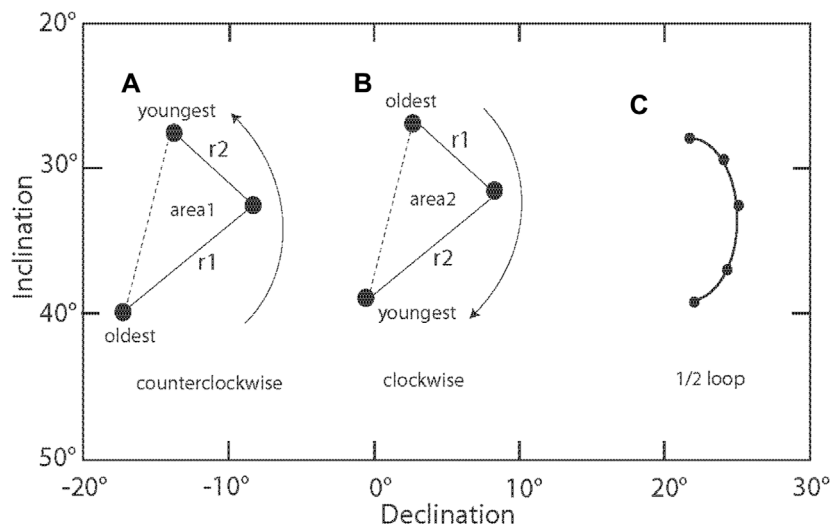 20°
A
B
C
youngest
oldest
r2
r1
30°
area1
area2
r1
r2
Inclination
40°
oldest
youngest
counterclockwise
clockwise
1/2 loop
50°
-20°
-10°
0°
10°
20°
30°
Declination